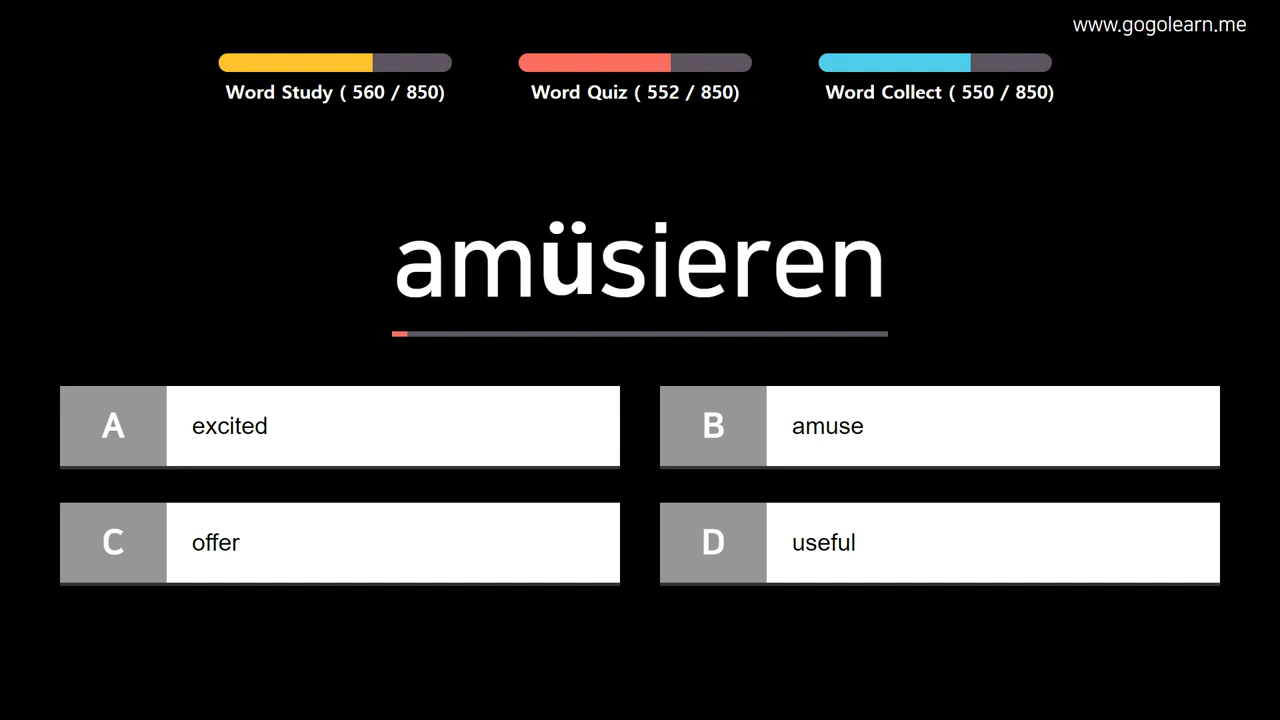 www.gogolearn.me
Word Study ( 560 / 850)
Word Quiz ( 552 / 850)
Word Collect ( 550 / 850)
amüsieren
A excited
B amuse
C offer
D useful